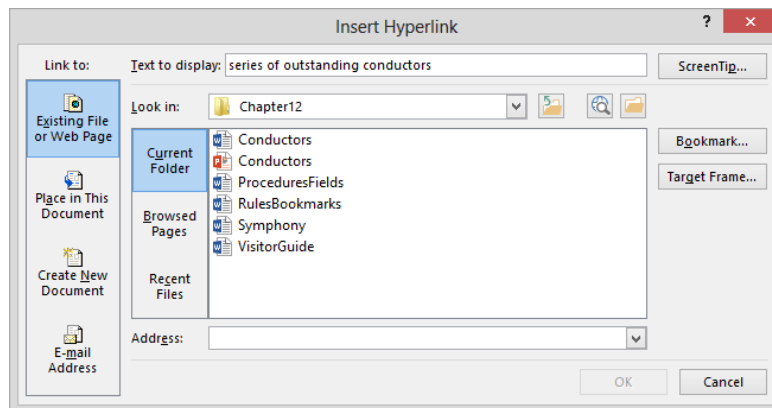 Insert Hyperlink
?
Link to:
Text to display: series of outstanding conductors
ScreenTip...
Existing File
or Web Page
Look in:
Chapter12
Current
Folder
Conductors
Conductors
ProceduresFields
RulesBookmarks
Symphony
VisitorGuide
Bookmark...
Target Frame...
Place in This
Document
Browsed
Pages
Create New
Document
Recent
Files
E-mail
Address
Address:
OK
Cancel